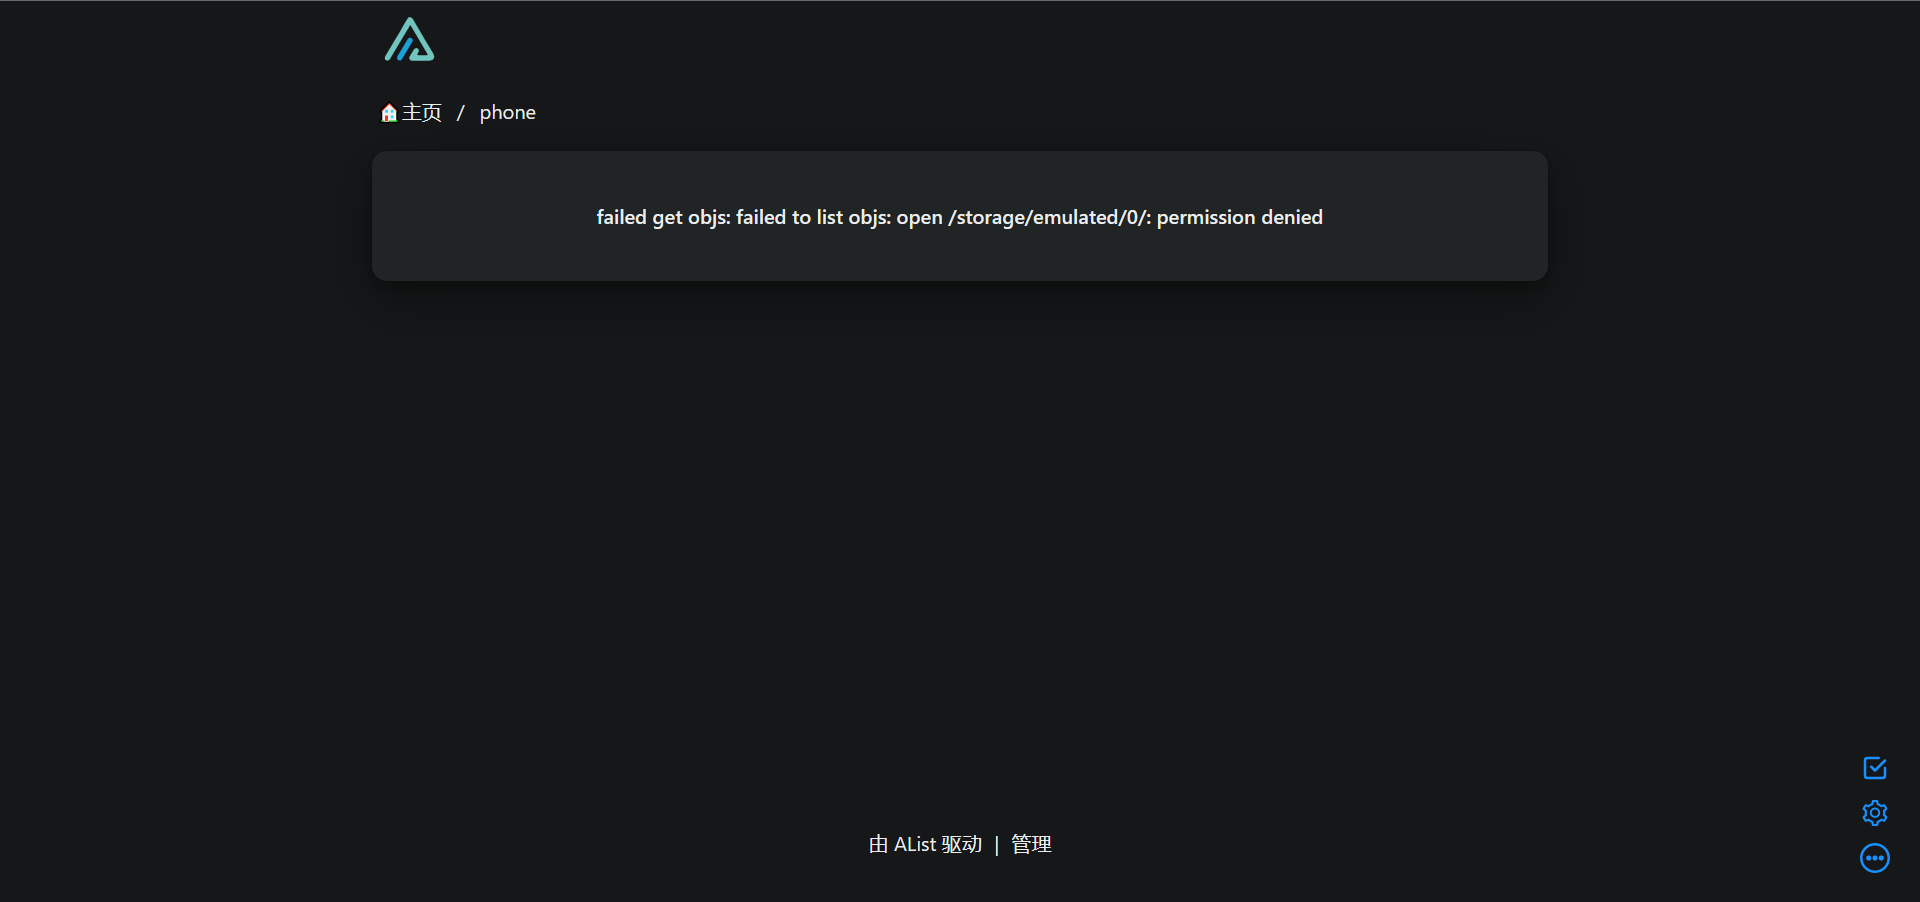 主页 / phone
failed get objs: failed to list objs: open /storage/emulated/0/: permission denied
由 AList 驱动 | 管理